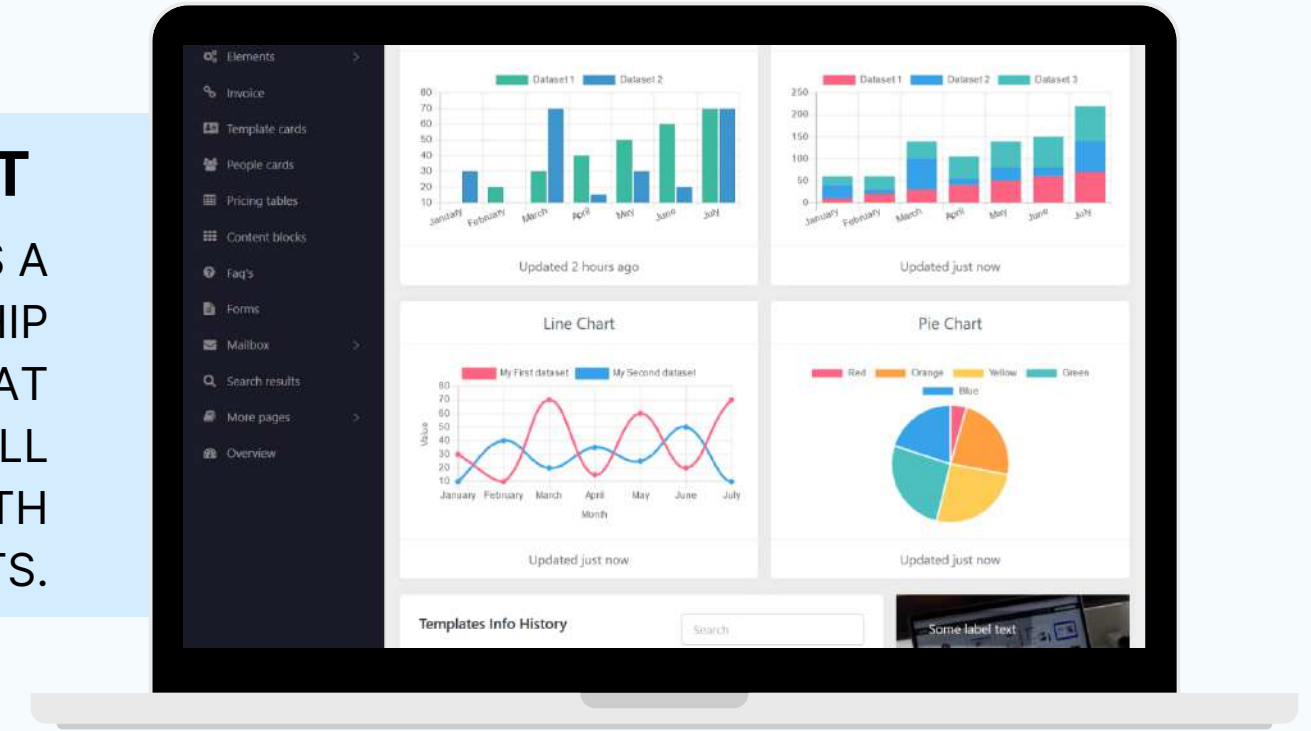 T
S A
HIP
AT
LL
TH
TS.
Elements
Invoice
Template cards
People cards
Pricing tables
Content blocks
Faq's
Forms
Mailbox
Search results
More pages
Overview
Dataset 1 Dataset 2
80
70
60
50
40
30
20
10
January February March April May June July
Updated 2 hours ago
Dataset 1 Dataset 2 Dataset 3
250
200
150
100
50
0
January February March April May June July
Updated just now
Line Chart
My First dataset My Second dataset
Value
80
70
60
50
40
30
20
10
January February March April May June July
Month
Updated just now
Pie Chart
Red Orange Yellow Green
Blue
Updated just now
Templates Info History
Search
Some label text